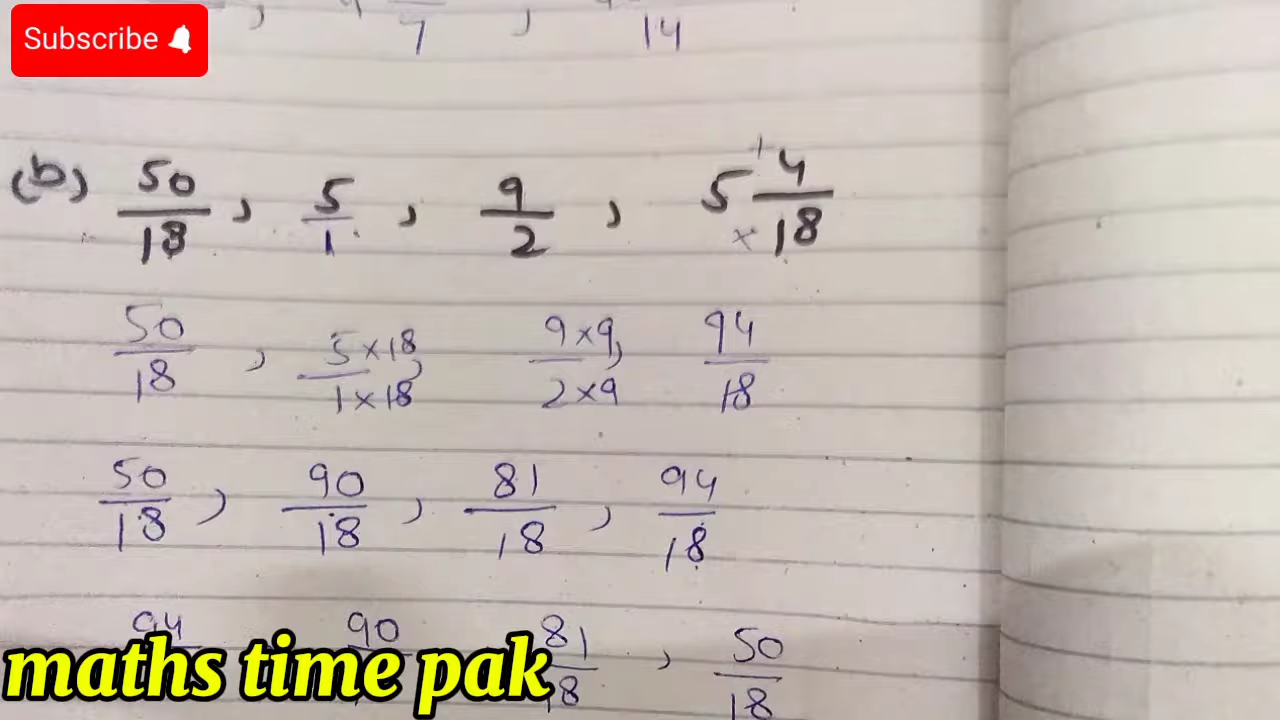 Subscribe
7 , 14
(b) 50/18 , 5/1 , 9/2 , 5 4/18
+ ×
50/18 , 5×18/1×18 , 9×9/2×9 , 94/18
50/18 , 90/18 , 81/18 , 94/18
94 90 81/18 , 50/18
maths time pak